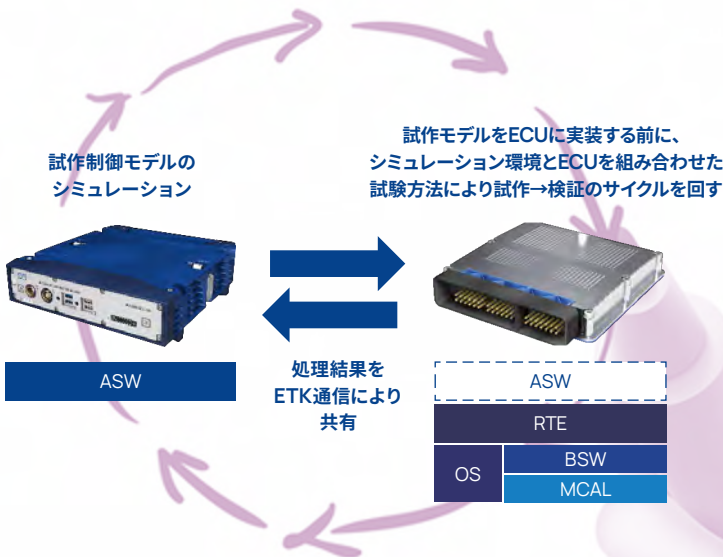 試作制御モデルの
シミュレーション
試作モデルをECUに実装する前に、
シミュレーション環境とECUを組み合わせた
試験方法により試作→検証のサイクルを回す
ASW
処理結果を
ETK通信により
共有
ASW
RTE
OS
BSW
MCAL